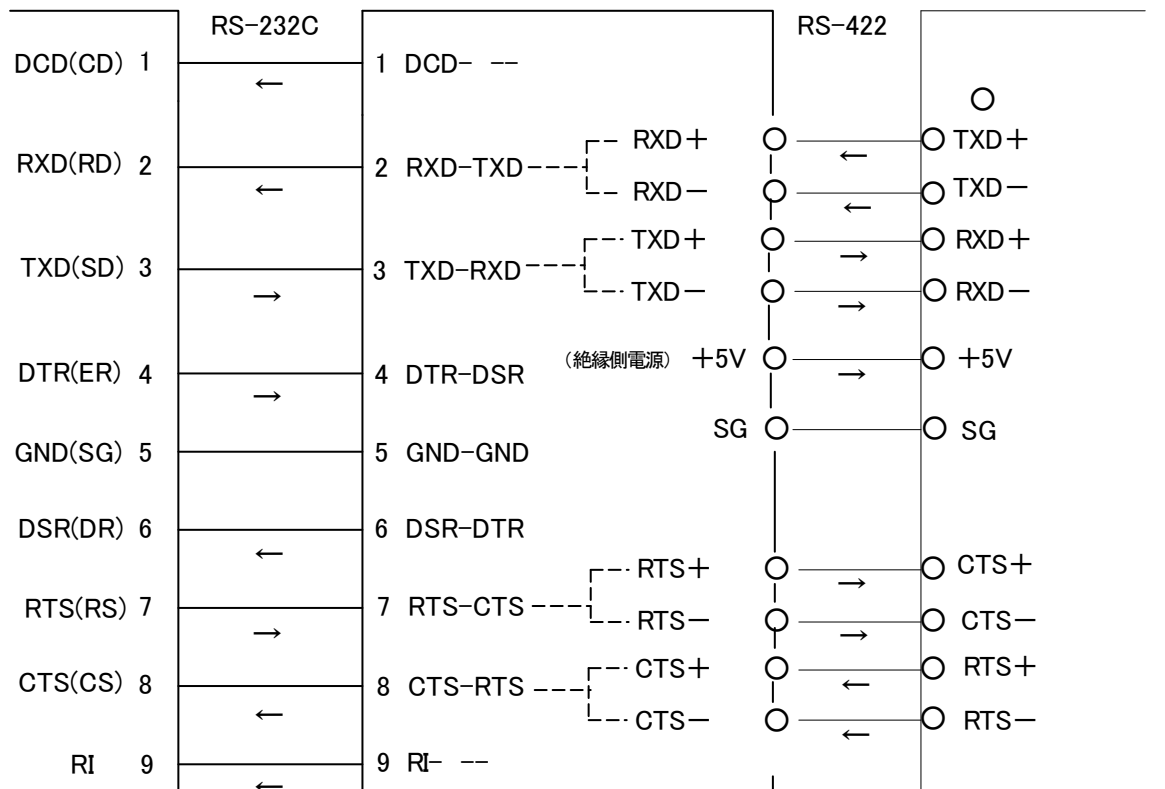 RS-232C RS-422
DCD(CD) 1 ← 1 DCD- --
RXD+ TXD+
RXD(RD) 2 ← 2 RXD-TXD ←
RXD- ← TXD-
TXD+ RXD+
TXD(SD) 3 → 3 TXD-RXD →
TXD- → RXD-
(絶縁側電源) +5V → +5V
DTR(ER) 4 → 4 DTR-DSR
SG SG
GND(SG) 5 5 GND-GND
DSR(DR) 6 ← 6 DSR-DTR
RTS+ → CTS+
RTS(RS) 7 → 7 RTS-CTS
RTS- → CTS-
CTS+ ← RTS+
CTS(CS) 8 ← 8 CTS-RTS
CTS- ← RTS-
RI 9 ← 9 RI- --